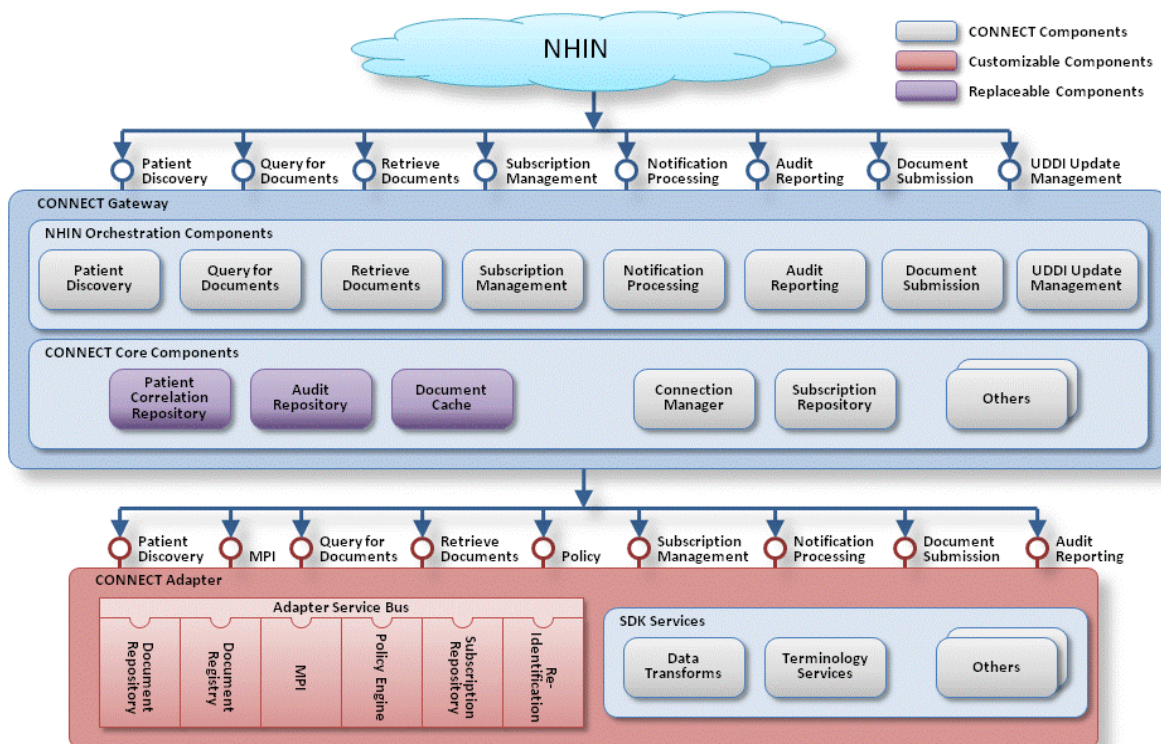 NHIN
CONNECT Components
Customizable Components
Replaceable Components
Patient
Discovery
Query for
Documents
Retrieve
Documents
Subscription
Management
Notification
Processing
Audit
Reporting
Document
Submission
UDDI Update
Management
CONNECT Gateway
NHIN Orchestration Components
Patient
Discovery
Query for
Documents
Retrieve
Documents
Subscription
Management
Notification
Processing
Audit
Reporting
Document
Submission
UDDI Update
Management
CONNECT Core Components
Patient
Correlation
Repository
Audit
Repository
Document
Cache
Connection
Manager
Subscription
Repository
Others
Patient
Discovery
MPI
Query for
Documents
Retrieve
Documents
Policy
Subscription
Management
Notification
Processing
Document
Submission
Audit
Reporting
CONNECT Adapter
Adapter Service Bus
Document
Repository
Document
Registry
MPI
Policy Engine
Subscription
Repository
Re-
Identification
SDK Services
Data
Transforms
Terminology
Services
Others